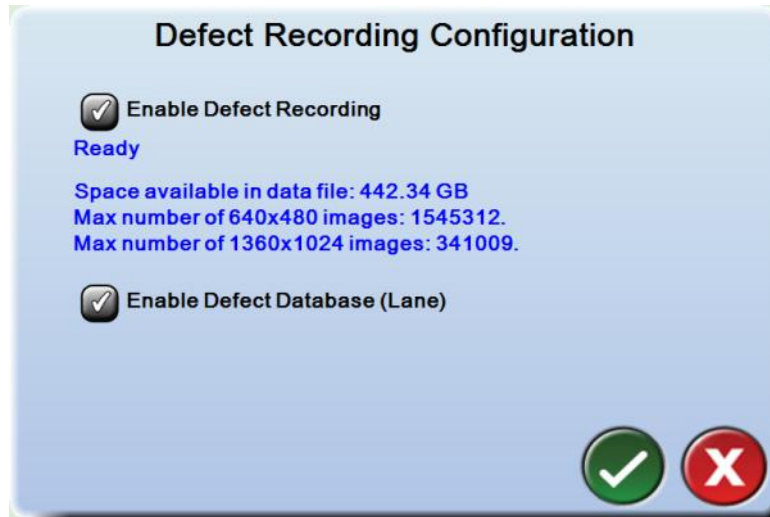 Defect Recording Configuration
Enable Defect Recording
Ready
Space available in data file: 442.34 GB
Max number of 640x480 images: 1545312.
Max number of 1360x1024 images: 341009.
Enable Defect Database (Lane)